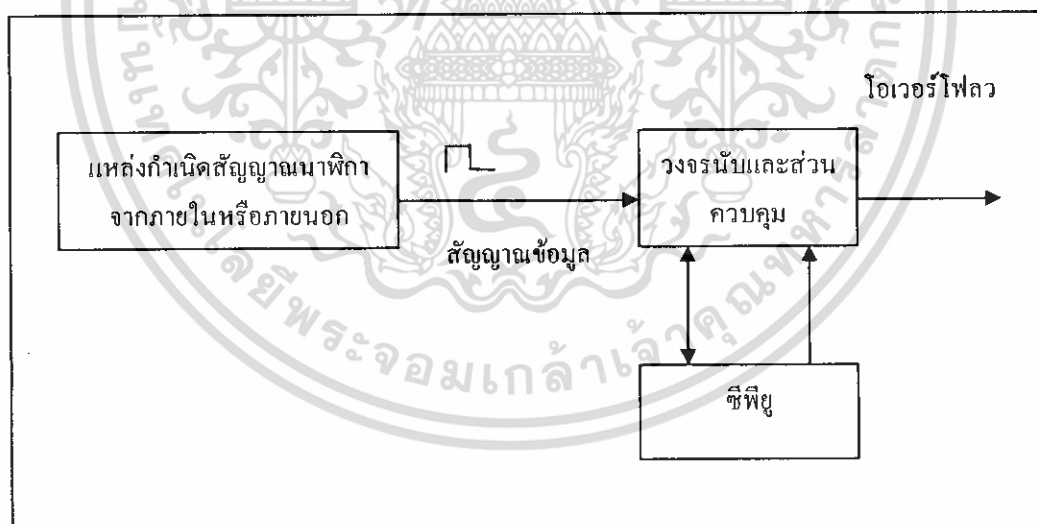 โอเวอร์โฟลว
แหล่งกำเนิดสัญญาณนาฬิกา
จากภายในหรือภายนอก
วงจรนับและส่วน
ควบคุม
สัญญาณข้อมูล
ซีพียู